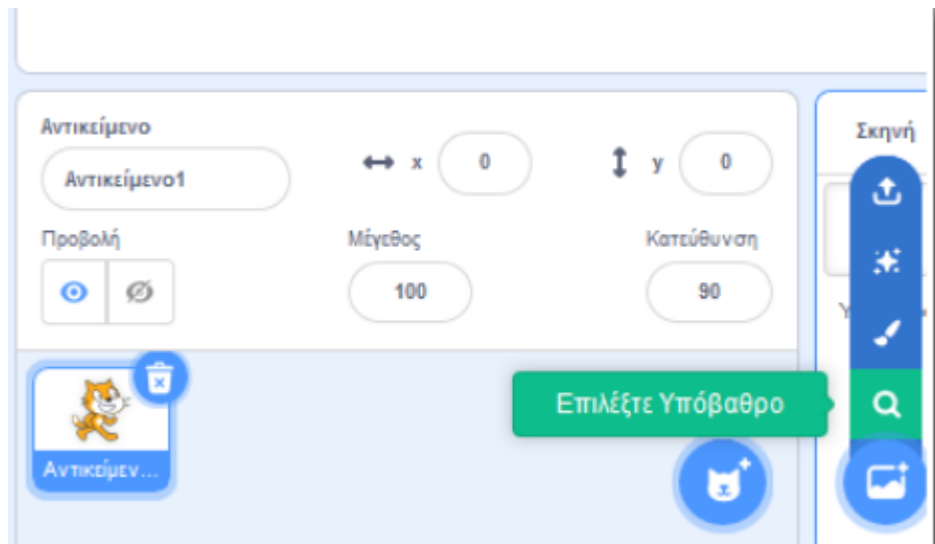 Αντικείμενο
Αντικείμενο1
x 0
y 0
Σκηνή
Προβολή
Μέγεθος
100
Κατεύθυνση
90
Επιλέξτε Υπόβαθρο
Αντικείμεν...